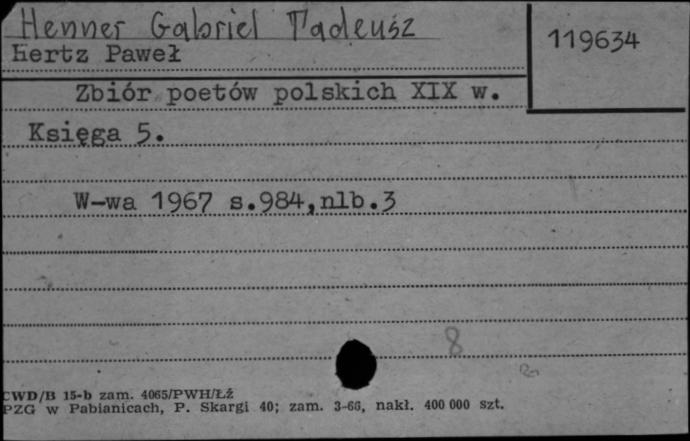 Henner Gabriel Tadeusz
119634
Hertz Paweł
Zbiór poetów polskich XIX w.
Księga 5.
W-wa 1967 s.984,nlb.3
8
CWD/B 15-b zam. 4065/PWH/Łż
PZG w Pabianicach, P. Skargi 40; zam. 3-66, nakł. 400 000 szt.